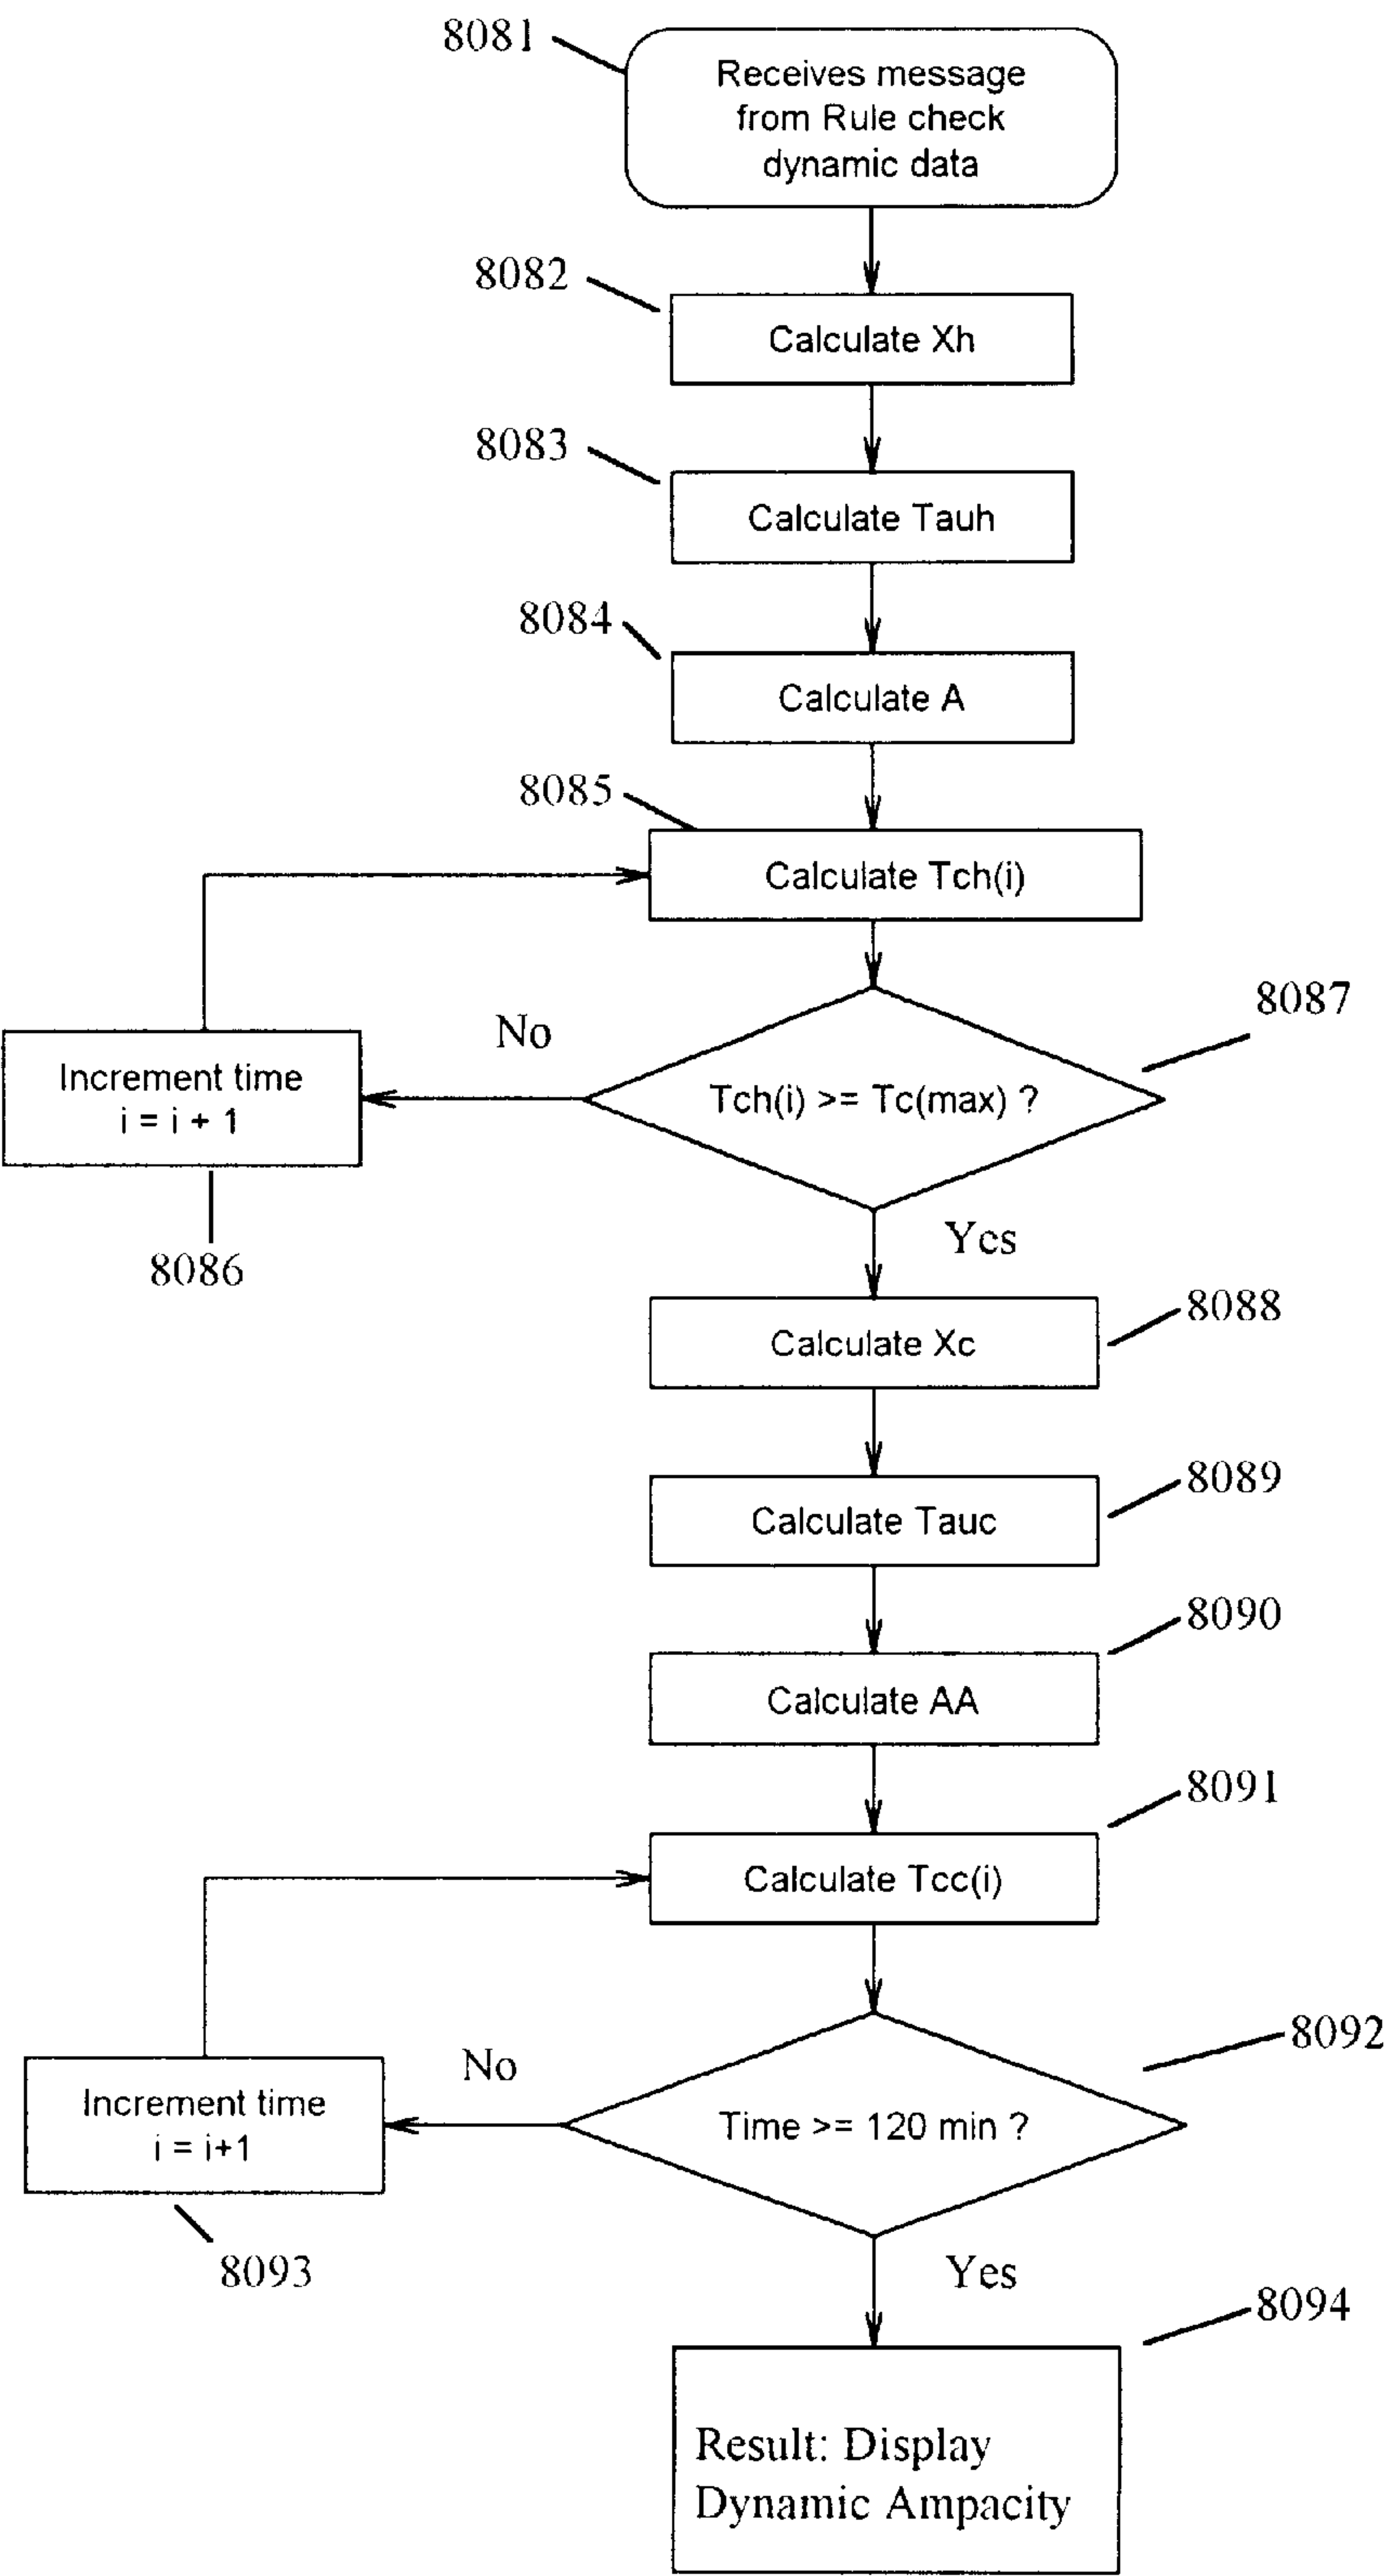 8081
Receives message
from Rule check
dynamic data
8082
Calculate Xh
8083
Calculate Tauh
8084
Calculate A
8085
Calculate Tch(i)
8087
No
Tch(i) >= Tc(max) ?
Increment time
i = i + 1
8086
Yes
8088
Calculate Xc
8089
Calculate Tauc
8090
Calculate AA
8091
Calculate Tcc(i)
8092
No
Time >= 120 min ?
Increment time
i = i+1
8093
Yes
8094
Result: Display
Dynamic Ampacity